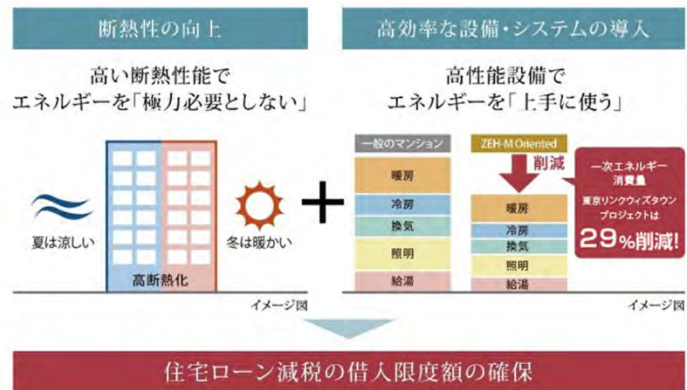 断熱性の向上
高い断熱性能で
エネルギーを「極力必要としない」
夏は涼しい
冬は暖かい
高断熱化
イメージ図
+
高効率な設備・システムの導入
高性能設備で
エネルギーを「上手に使う」
一般のマンション
暖房
冷房
換気
照明
給湯
ZEH-M Oriented
削減
暖房
冷房
換気
照明
給湯
一次エネルギー
消費量
東京リンクウィズタウン
プロジェクトは
29%削減!
イメージ図
住宅ローン減税の借入限度額の確保